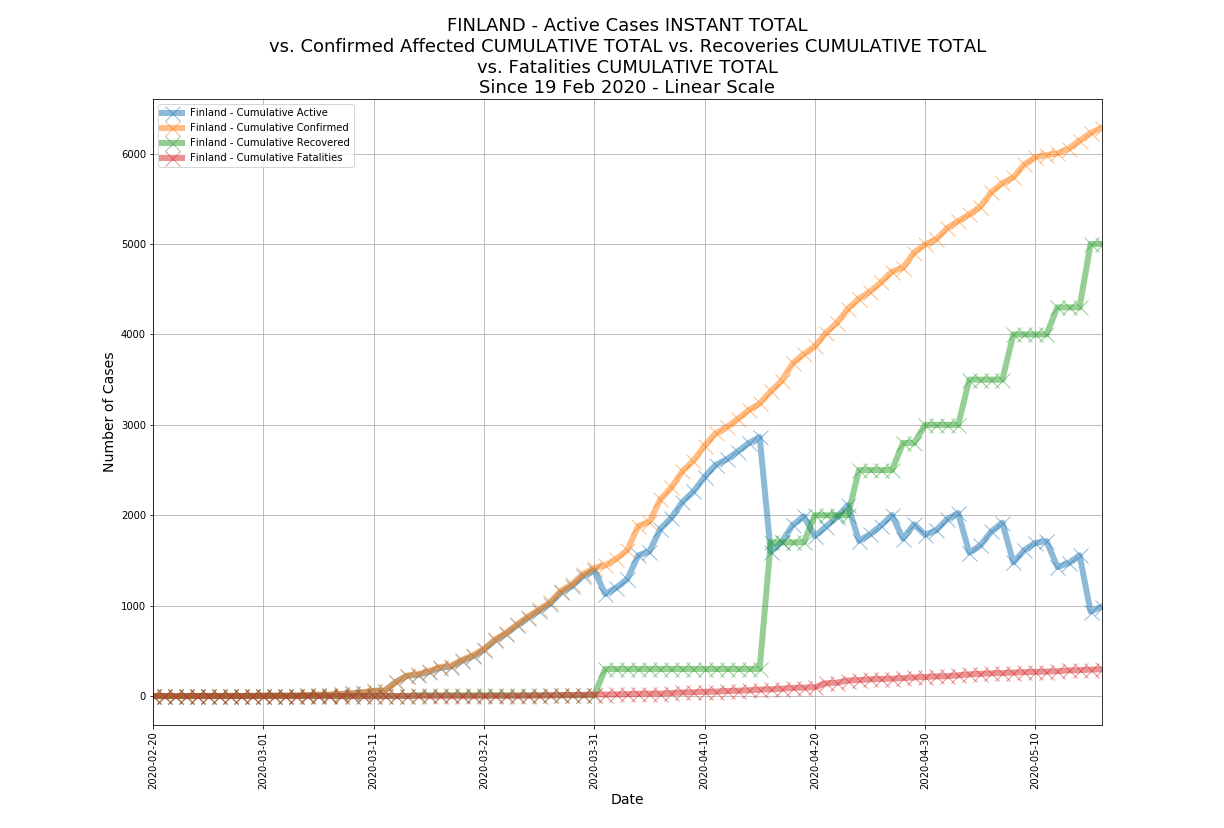 FINLAND - Active Cases INSTANT TOTAL
vs. Confirmed Affected CUMULATIVE TOTAL vs. Recoveries CUMULATIVE TOTAL
vs. Fatalities CUMULATIVE TOTAL
Since 19 Feb 2020 - Linear Scale
Finland - Cumulative Active
Finland - Cumulative Confirmed
Finland - Cumulative Recovered
Finland - Cumulative Fatalities
Number of Cases
6000
5000
4000
3000
2000
1000
0
2020-02-20
2020-03-01
2020-03-11
2020-03-21
2020-03-31
2020-04-10
2020-04-20
2020-04-30
2020-05-10
Date